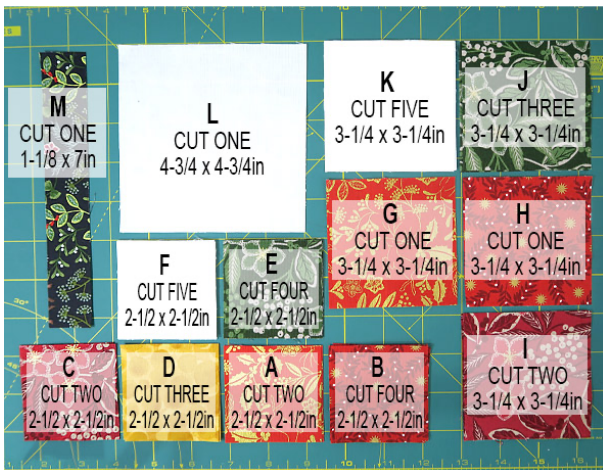 M
CUT ONE
1-1/8 x 7in
L
CUT ONE
4-3/4 x 4-3/4in
K
CUT FIVE
3-1/4 x 3-1/4in
J
CUT THREE
3-1/4 x 3-1/4in
G
CUT ONE
3-1/4 x 3-1/4in
H
CUT ONE
3-1/4 x 3-1/4in
F
CUT FIVE
2-1/2 x 2-1/2in
E
CUT FOUR
2-1/2 x 2-1/2in
C
CUT TWO
2-1/2 x 2-1/2in
D
CUT THREE
2-1/2 x 2-1/2in
A
CUT TWO
2-1/2 x 2-1/2in
B
CUT FOUR
2-1/2 x 2-1/2in
I
CUT TWO
3-1/4 x 3-1/4in